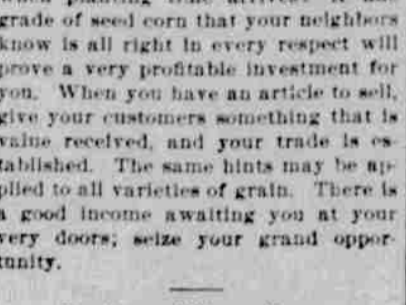 grade of seed corn that your neighbors
know is all right in every respect will
prove a very profitable investment for
you. When you have an article to sell,
give your customers something that is
value received, and your trade is es-
tablished. The same hints may be ap-
plied to all varieties of grain. There is
a good income awaiting you at your
very doors; seize your grand oppor-
tunity.